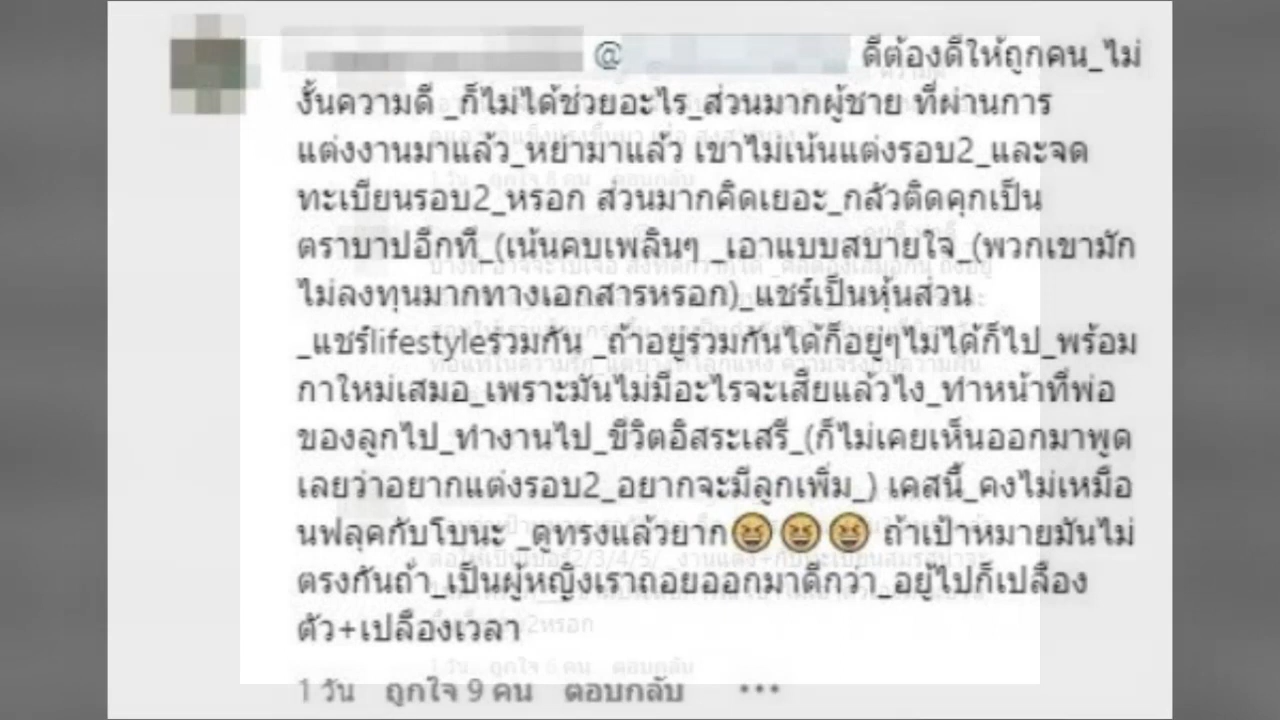 @ ดีต้องดีให้ถูกคน_ไม่
งั้นความดี _ก็ไม่ได้ช่วยอะไร_ส่วนมากผู้ชาย ที่ผ่านการ
แต่งงานมาแล้ว_หย่ามาแล้ว เขาไม่เน้นแต่งรอบ2_และจด
ทะเบียนรอบ2_หรอก ส่วนมากคิดเยอะ_กลัวติดคุกเป็น
ตราบาปอีกที_(เน้นคบเพลินๆ _เอาแบบสบายใจ_(พวกเขามัก
ไม่ลงทุนมากทางเอกสารหรอก)_แชร์เป็นหุ้นส่วน
_แชร์lifestyleร่วมกัน _ถ้าอยู่ร่วมกันได้ก็อยู่ๆไม่ได้ก็ไป_พร้อม
กาใหม่เสมอ_เพราะมันไม่มีอะไรจะเสียแล้วไง_ทำหน้าที่พ่อ
ของลูกไป_ทำงานไป_ชีวิตอิสระเสรี_(ก็ไม่เคยเห็นออกมาพูด
เลยว่าอยากแต่งรอบ2_อยากจะมีลูกเพิ่ม_) เคสนี้_คงไม่เหมือ
นฟลุคกับโบนะ _ดูทรงแล้วยาก😆😆😆 ถ้าเป้าหมายมันไม่
ตรงกันถ้า_เป็นผู้หญิงเราถอยออกมาดีกว่า_อยู่ไปก็เปลือง
ตัว+เปลืองเวลา
1 วัน ถูกใจ 9 คน ตอบกลับ ...